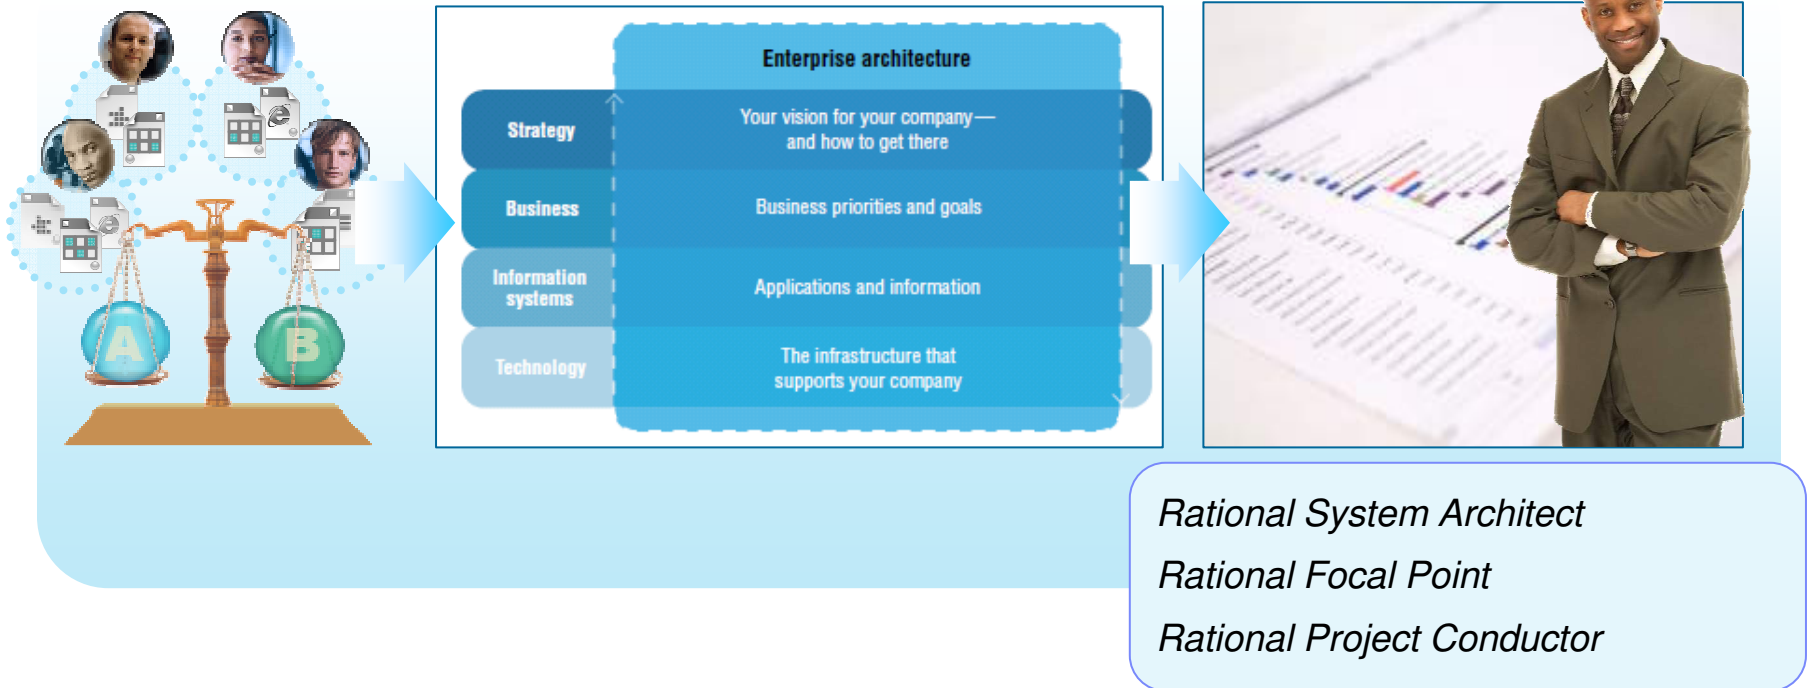 A
B
Enterprise architecture
Strategy
Your vision for your company—
and how to get there
Business
Business priorities and goals
Information
systems
Applications and information
Technology
The infrastructure that
supports your company
Rational System Architect
Rational Focal Point
Rational Project Conductor